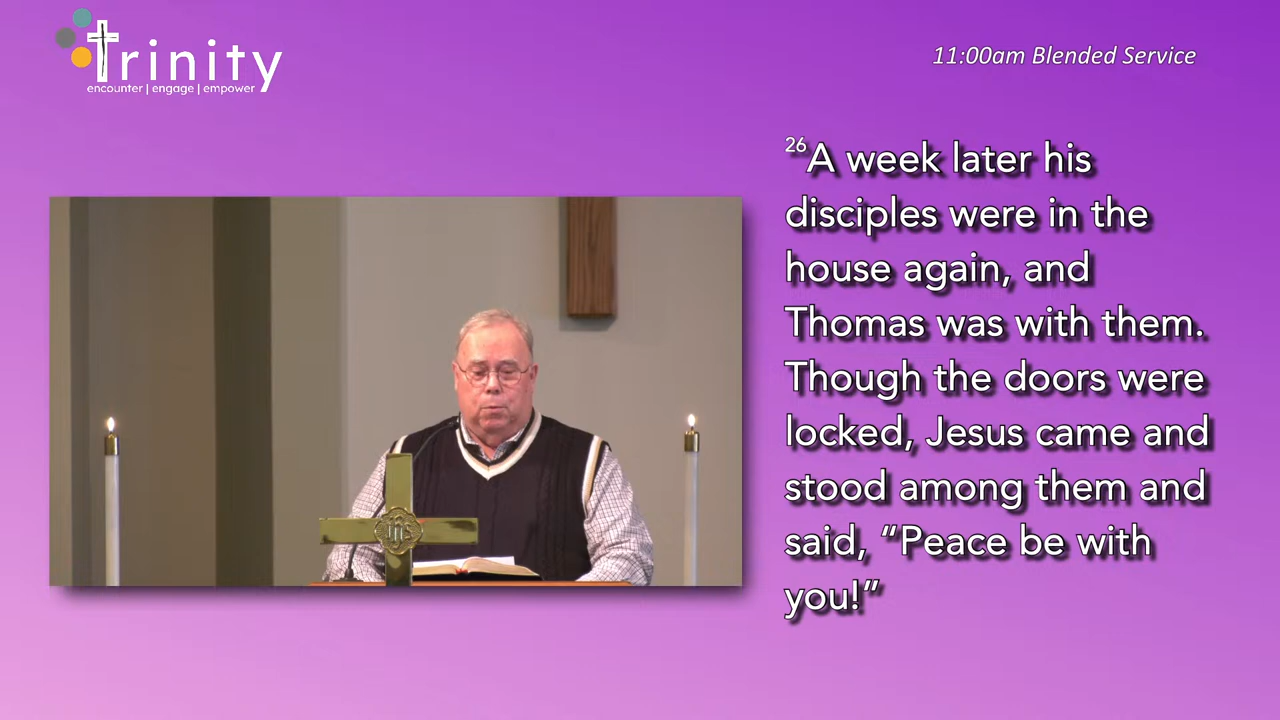 trinity
encounter | engage | empower
11:00am Blended Service
26A week later his
disciples were in the
house again, and
Thomas was with them.
Though the doors were
locked, Jesus came and
stood among them and
said, “Peace be with
you!”
IHS